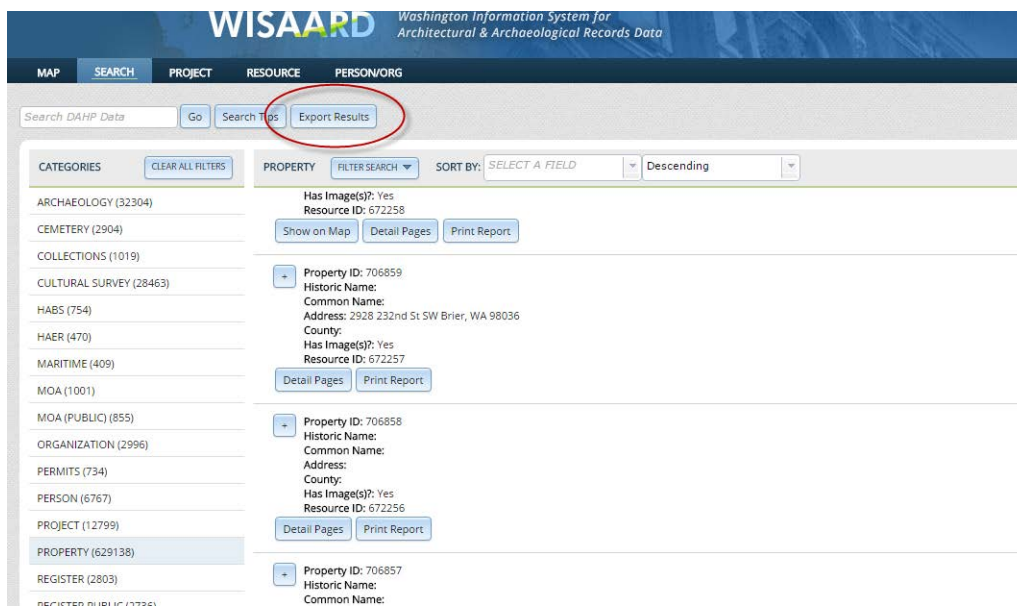 WISAARD
Washington Information System for
Architectural & Archaeological Records Data
MAP SEARCH PROJECT RESOURCE PERSON/ORG
Search DAHP Data Go Search Tips Export Results
CATEGORIES CLEAR ALL FILTERS
ARCHAEOLOGY (32304)
CEMETERY (2904)
COLLECTIONS (1019)
CULTURAL SURVEY (28463)
HABS (754)
HAER (470)
MARITIME (409)
MOA (1001)
MOA (PUBLIC) (855)
ORGANIZATION (2996)
PERMITS (734)
PERSON (6767)
PROJECT (12799)
PROPERTY (629138)
REGISTER (2803)
REGISTER PUBLIC (2736)
PROPERTY FILTER SEARCH SORT BY: SELECT A FIELD Descending
Has Image(s)?: Yes
Resource ID: 672258
Show on Map Detail Pages Print Report
+ Property ID: 706859
Historic Name:
Common Name:
Address: 2928 232nd St SW Brier, WA 98036
County:
Has Image(s)?: Yes
Resource ID: 672257
Detail Pages Print Report
+ Property ID: 706858
Historic Name:
Common Name:
Address:
County:
Has Image(s)?: Yes
Resource ID: 672256
Detail Pages Print Report
+ Property ID: 706857
Historic Name:
Common Name: